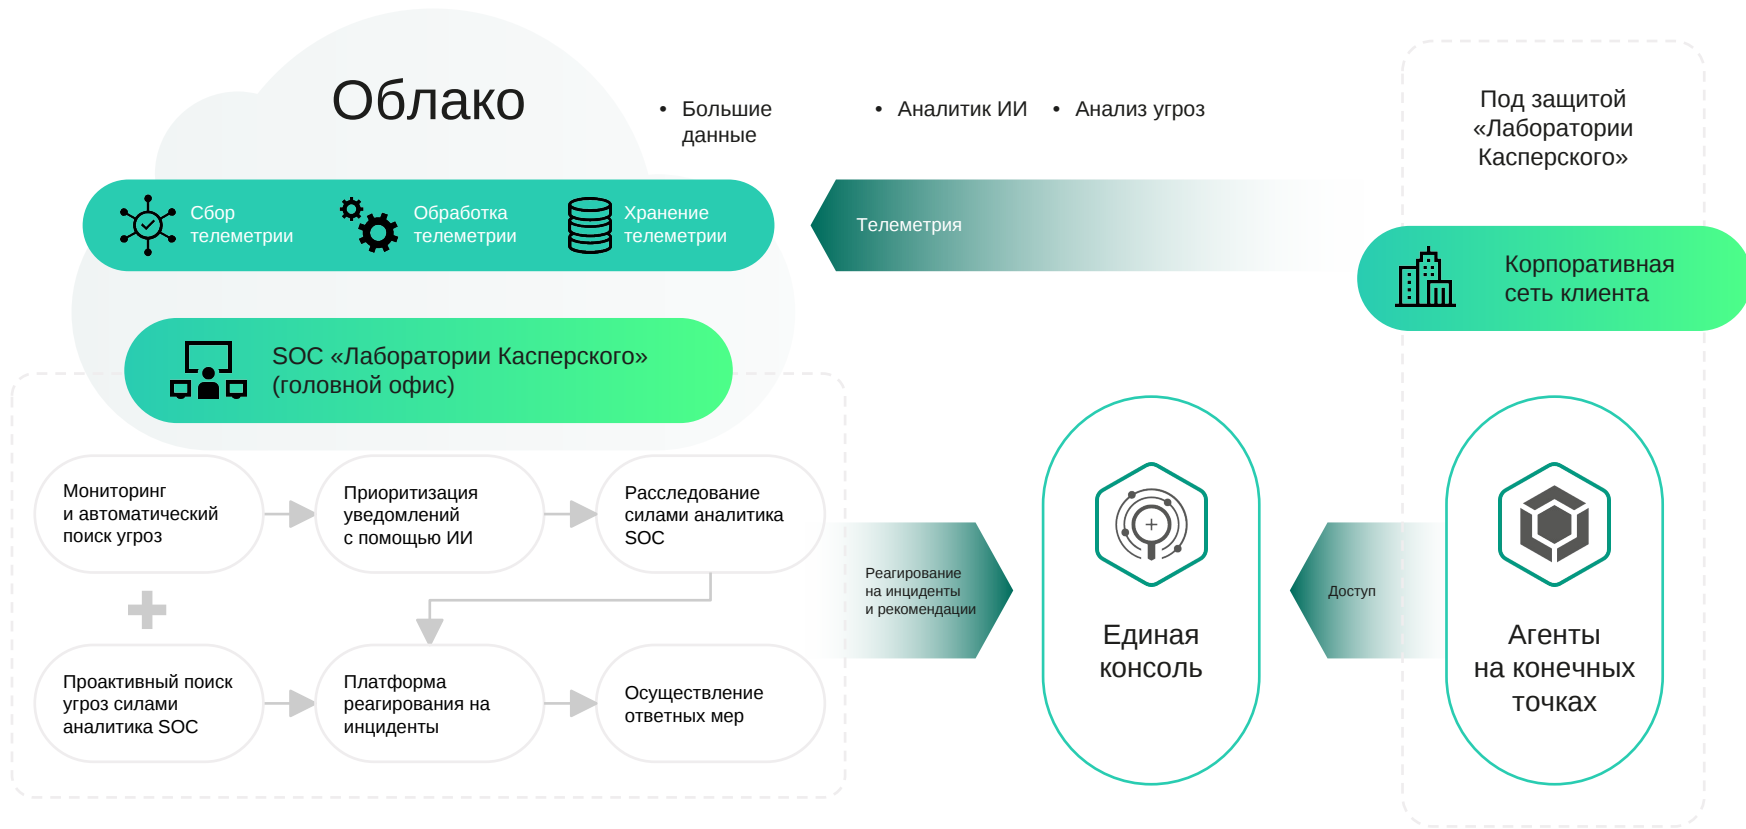 Облако
• Большие
данные
• Аналитик ИИ
• Анализ угроз
Под защитой
«Лаборатории
Касперского»
Сбор
телеметрии
Обработка
телеметрии
Хранение
телеметрии
Телеметрия
Корпоративная
сеть клиента
SOC «Лаборатории Касперского»
(головной офис)
Мониторинг
и автоматический
поиск угроз
Приоритизация
уведомлений
с помощью ИИ
Расследование
силами аналитика
SOC
Проактивный поиск
угроз силами
аналитика SOC
Платформа
реагирования на
инциденты
Осуществление
ответных мер
Реагирование
на инциденты
и рекомендации
Единая
консоль
Доступ
Агенты
на конечных
точках